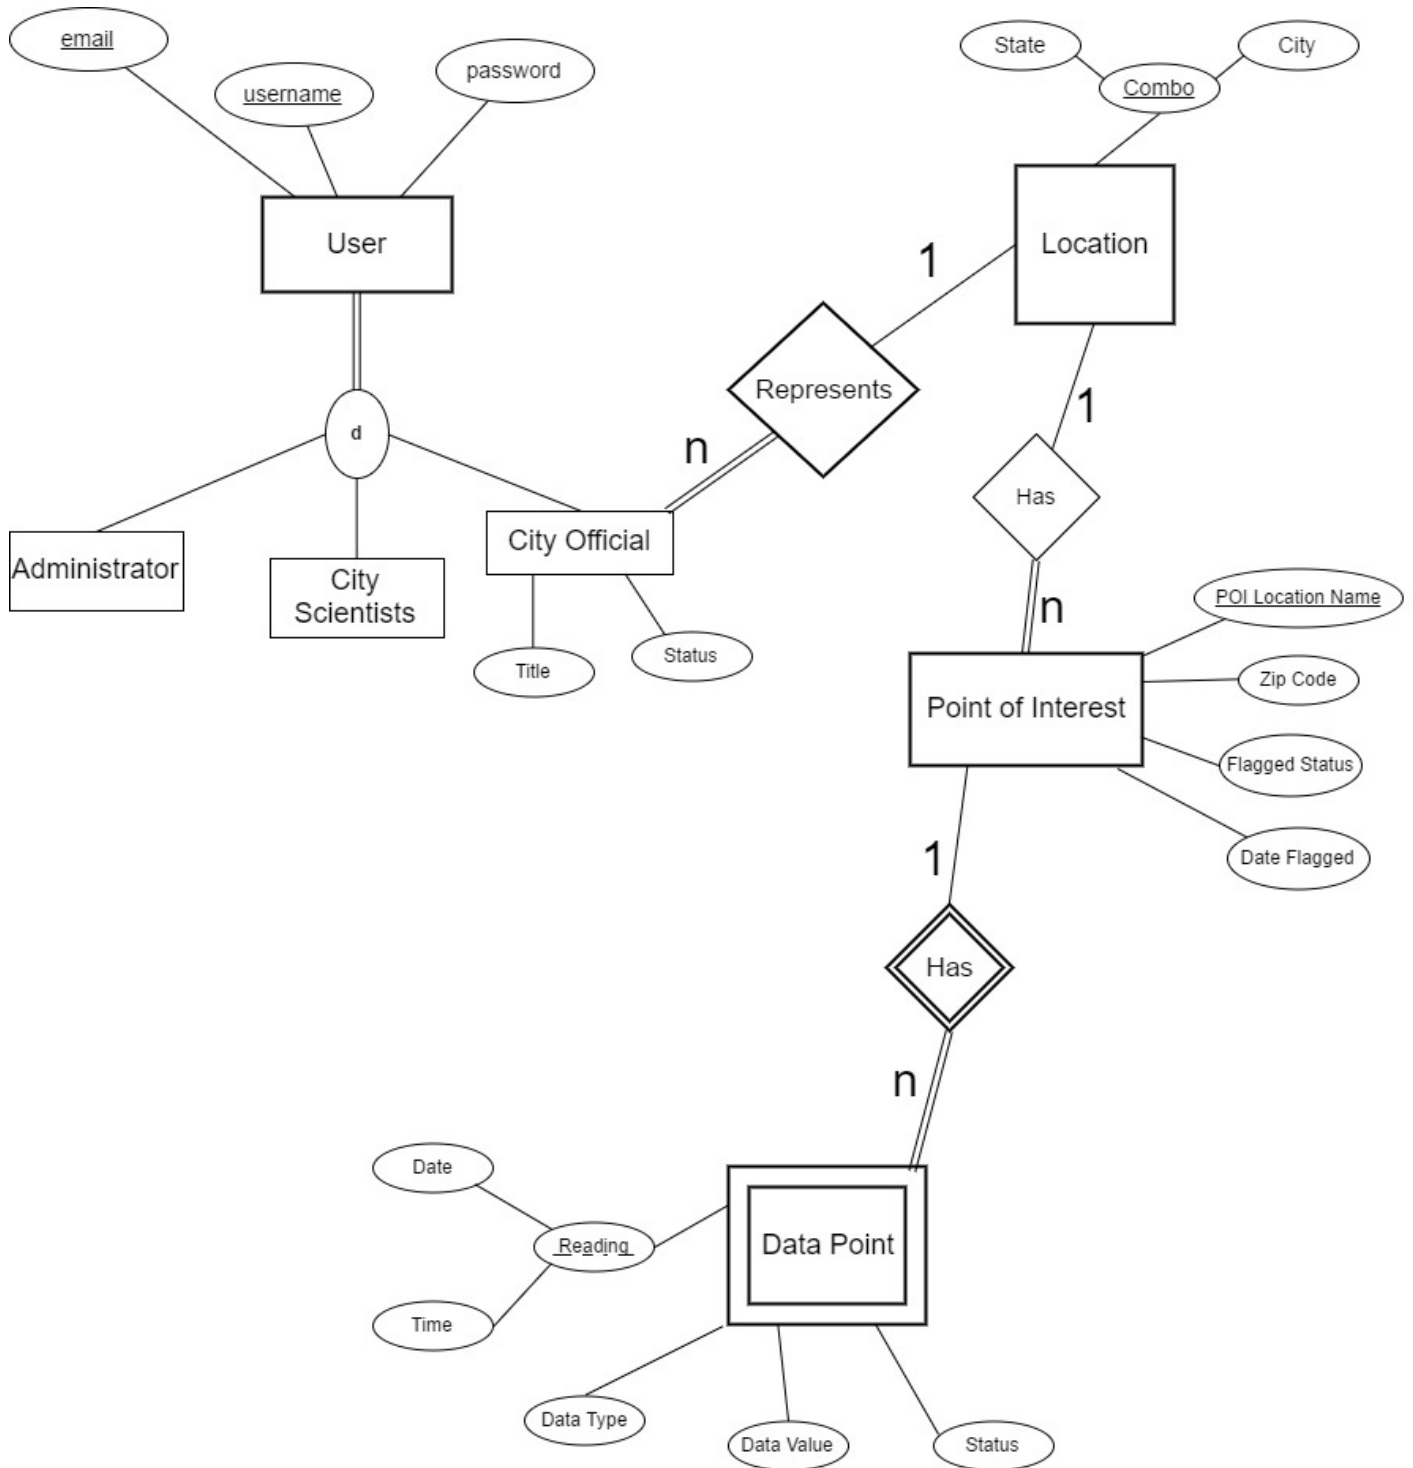 email
username
password
State
City
Combo
User
Location
1
Represents
1
n
d
Has
City Official
Administrator
City
Scientists
n
POI Location Name
Title
Status
Zip Code
Point of Interest
Flagged Status
1
Date Flagged
Has
n
Date
Reading
Data Point
Time
Data Type
Data Value
Status